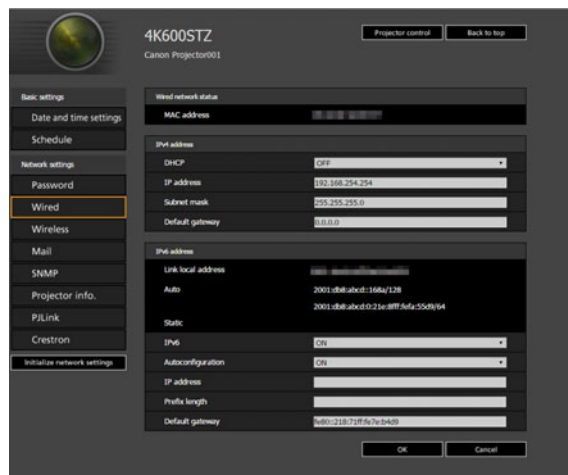 4K600STZ
Canon Projector001
Projector control
Back to top
Basic settings
Date and time settings
Schedule
Network settings
Password
Wired
Wireless
Mail
SNMP
Projector info.
PJLink
Crestron
Initialize network settings
Wired network status
MAC address
IPv4 address
DHCP OFF
IP address 192.168.254.254
Subnet mask 255.255.255.0
Default gateway 0.0.0.0
IPv6 address
Link local address
Auto 2001:db8:abcd::168a/128
2001:db8:abcd:0:21e:8fff:fefa:55d9/64
Static
IPv6 ON
Autoconfiguration ON
IP address
Prefix length
Default gateway fe80::218:71ff:fe7e:b4d9
OK
Cancel